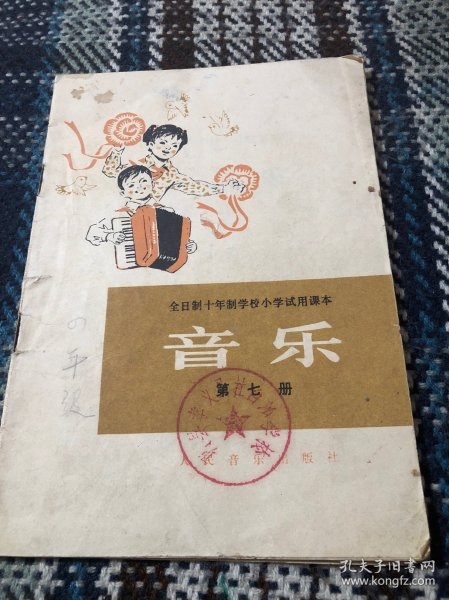 全日制十年制学校小学试用课本
音乐
第七册
人民音乐出版社
四年级
孔夫子旧书网
www.kongfz.com